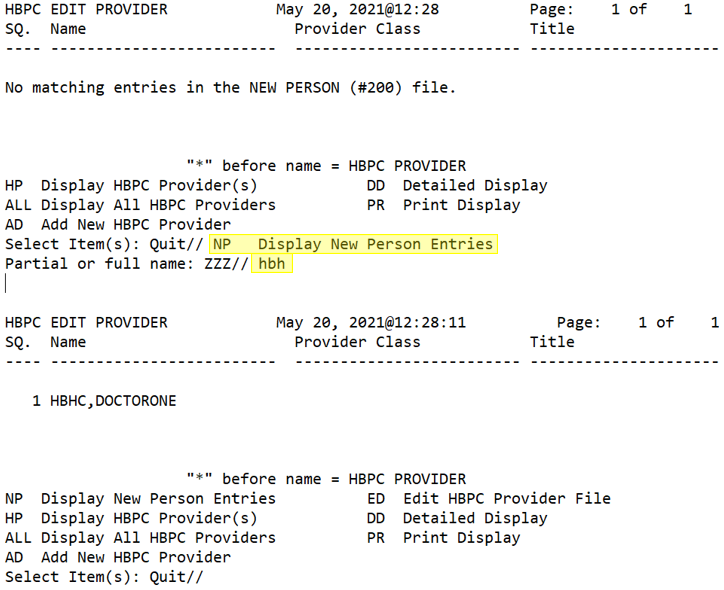 HBPC EDIT PROVIDER            May 20, 2021@12:28          Page:    1 of    1
SQ.  Name                       Provider Class            Title
---- -------------------------  ------------------------- ---------------------
No matching entries in the NEW PERSON (#200) file.
                    "*" before name = HBPC PROVIDER
HP  Display HBPC Provider(s)            DD  Detailed Display
ALL Display All HBPC Providers          PR  Print Display
AD  Add New HBPC Provider
Select Item(s): Quit// NP   Display New Person Entries
Partial or full name: ZZZ// hbh
HBPC EDIT PROVIDER            May 20, 2021@12:28:11          Page:    1 of    1
SQ.  Name                       Provider Class            Title
---- -------------------------  ------------------------- ---------------------
   1 HBHC,DOCTORONE
                    "*" before name = HBPC PROVIDER
NP  Display New Person Entries          ED  Edit HBPC Provider File
HP  Display HBPC Provider(s)            DD  Detailed Display
ALL Display All HBPC Providers          PR  Print Display
AD  Add New HBPC Provider
Select Item(s): Quit//